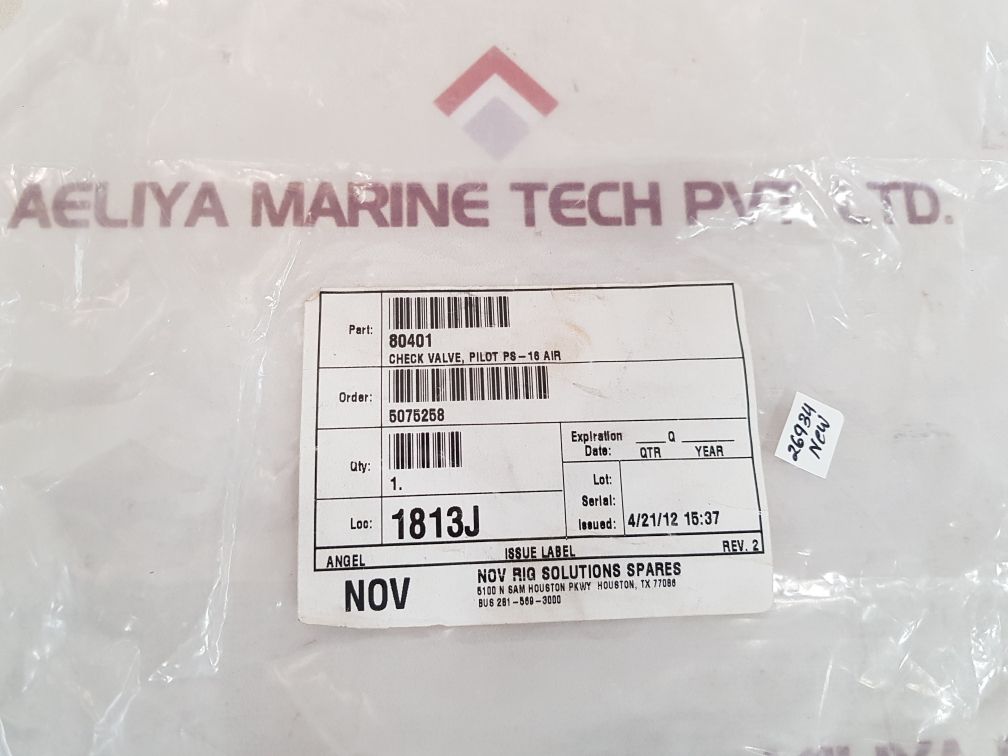 AELIYA MARINE TECH PVT. LTD.
Part:
80401
CHECK VALVE, PILOT PS-16 AIR
Order:
5075258
Qty:
1.
Expiration Date: ___ Q ___
QTR YEAR
Lot:
Serial:
Issued: 4/21/12 15:37
Loc: 1813J
ANGEL ISSUE LABEL REV. 2
NOV
NOV RIG SOLUTIONS SPARES
5100 N SAM HOUSTON PKWY HOUSTON, TX 77086
BUS 281-569-3000
26934
New